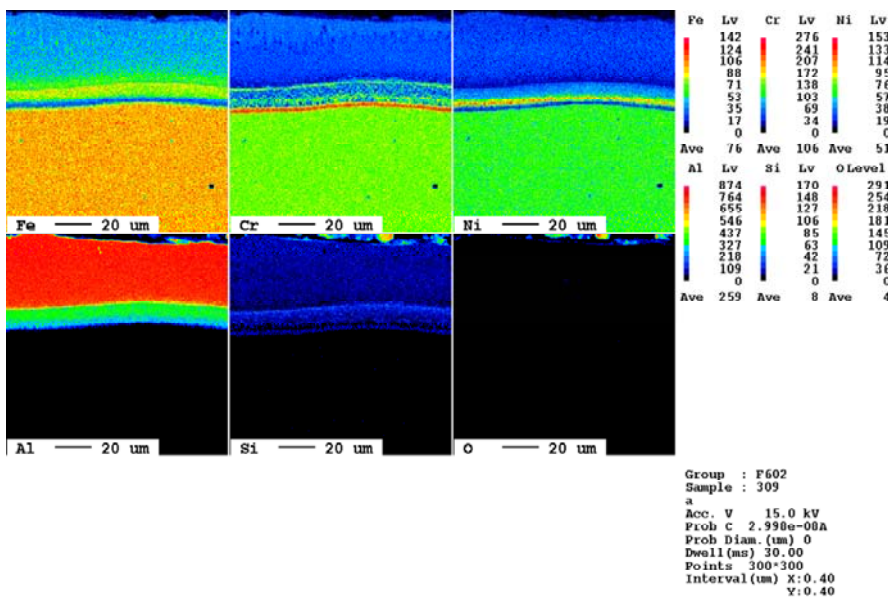 Fe Lv Cr Lv Ni Lv
142 276 153
124 241 133
106 207 114
88 172 95
71 138 76
53 103 57
35 69 38
17 34 19
0 0 0
Ave 76 Ave 106 Ave 51
Al Lv Si Lv O Level
874 170 291
764 148 254
655 127 218
546 106 181
437 85 145
327 63 109
218 42 72
109 21 36
0 0 0
Ave 259 Ave 8 Ave 4
Fe 20 um Cr 20 um Ni 20 um
Al 20 um Si 20 um O 20 um
Group : F602
Sample : 309
a
Acc. V 15.0 kV
Prob C 2.998e-08A
Prob Diam.(um) 0
Dwell(ms) 30.00
Points 300*300
Interval(um) X:0.40
Y:0.40